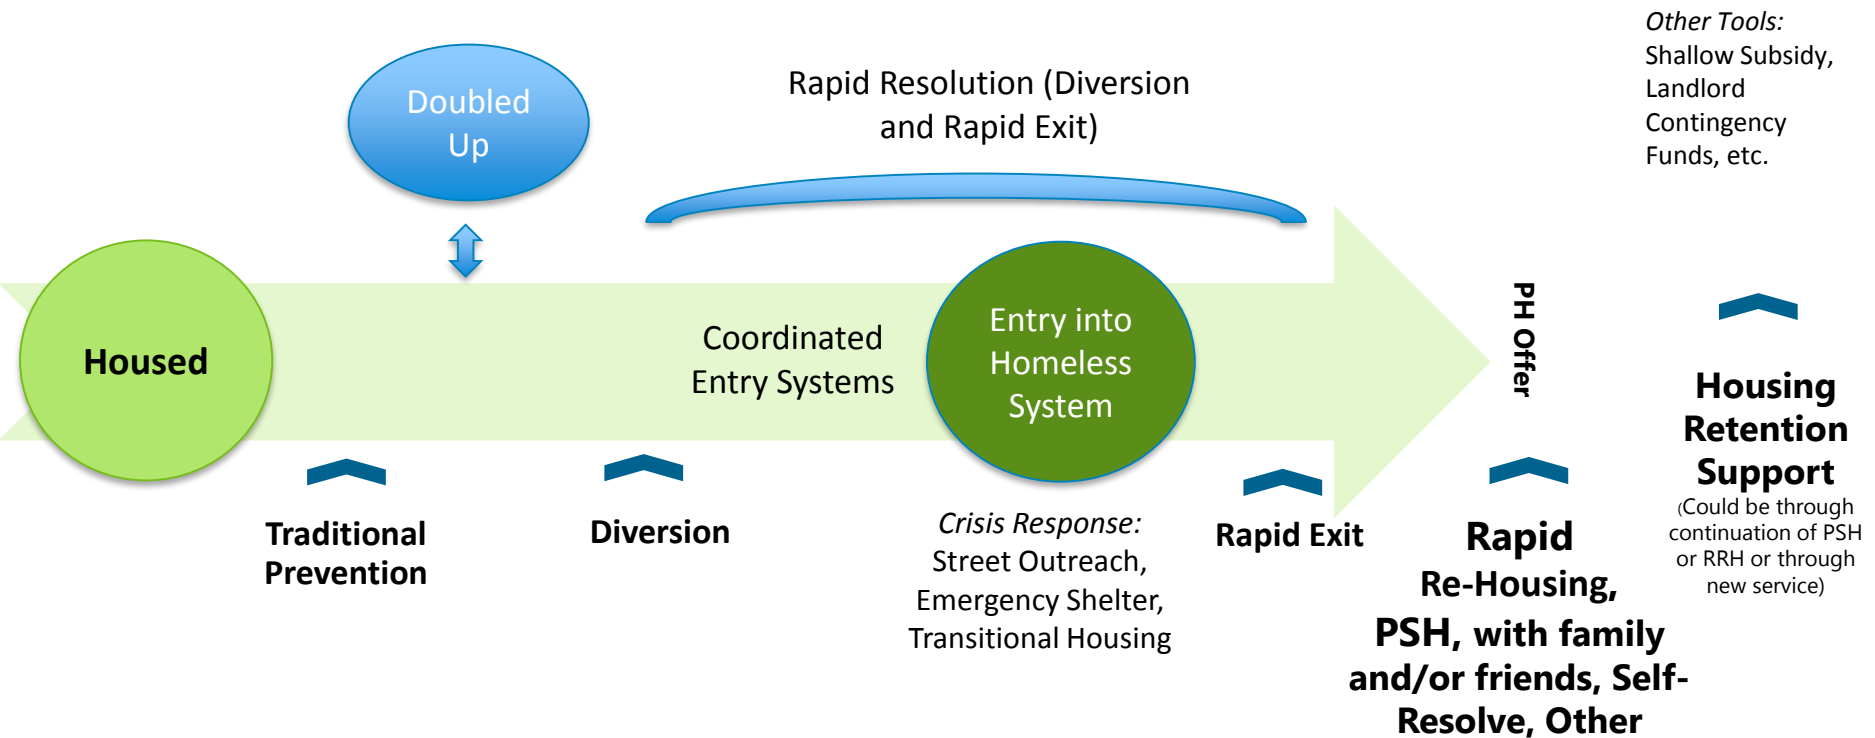 Other Tools:
Shallow Subsidy,
Landlord
Contingency
Funds, etc.
Doubled
Up
Rapid Resolution (Diversion
and Rapid Exit)
Housed
Coordinated
Entry Systems
Entry into
Homeless
System
PH Offer
Traditional
Prevention
Diversion
Crisis Response:
Street Outreach,
Emergency Shelter,
Transitional Housing
Rapid Exit
Rapid
Re-Housing,
PSH, with family
and/or friends, Self-
Resolve, Other
Housing
Retention
Support
(Could be through
continuation of PSH
or RRH or through
new service)